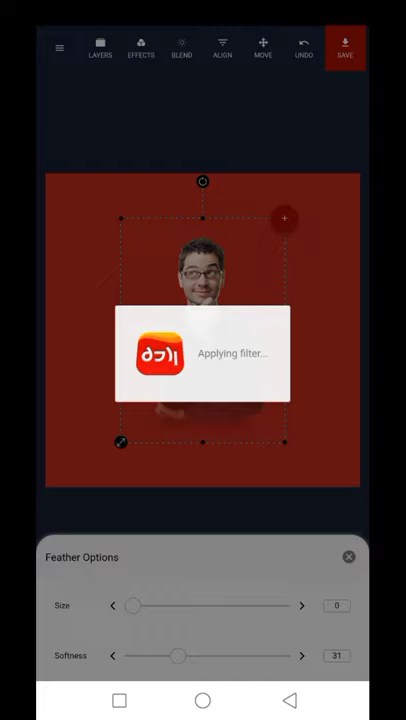 LAYERS EFFECTS BLEND ALIGN MOVE UNDO SAVE
Applying filter...
Feather Options
Size 0
Softness 31